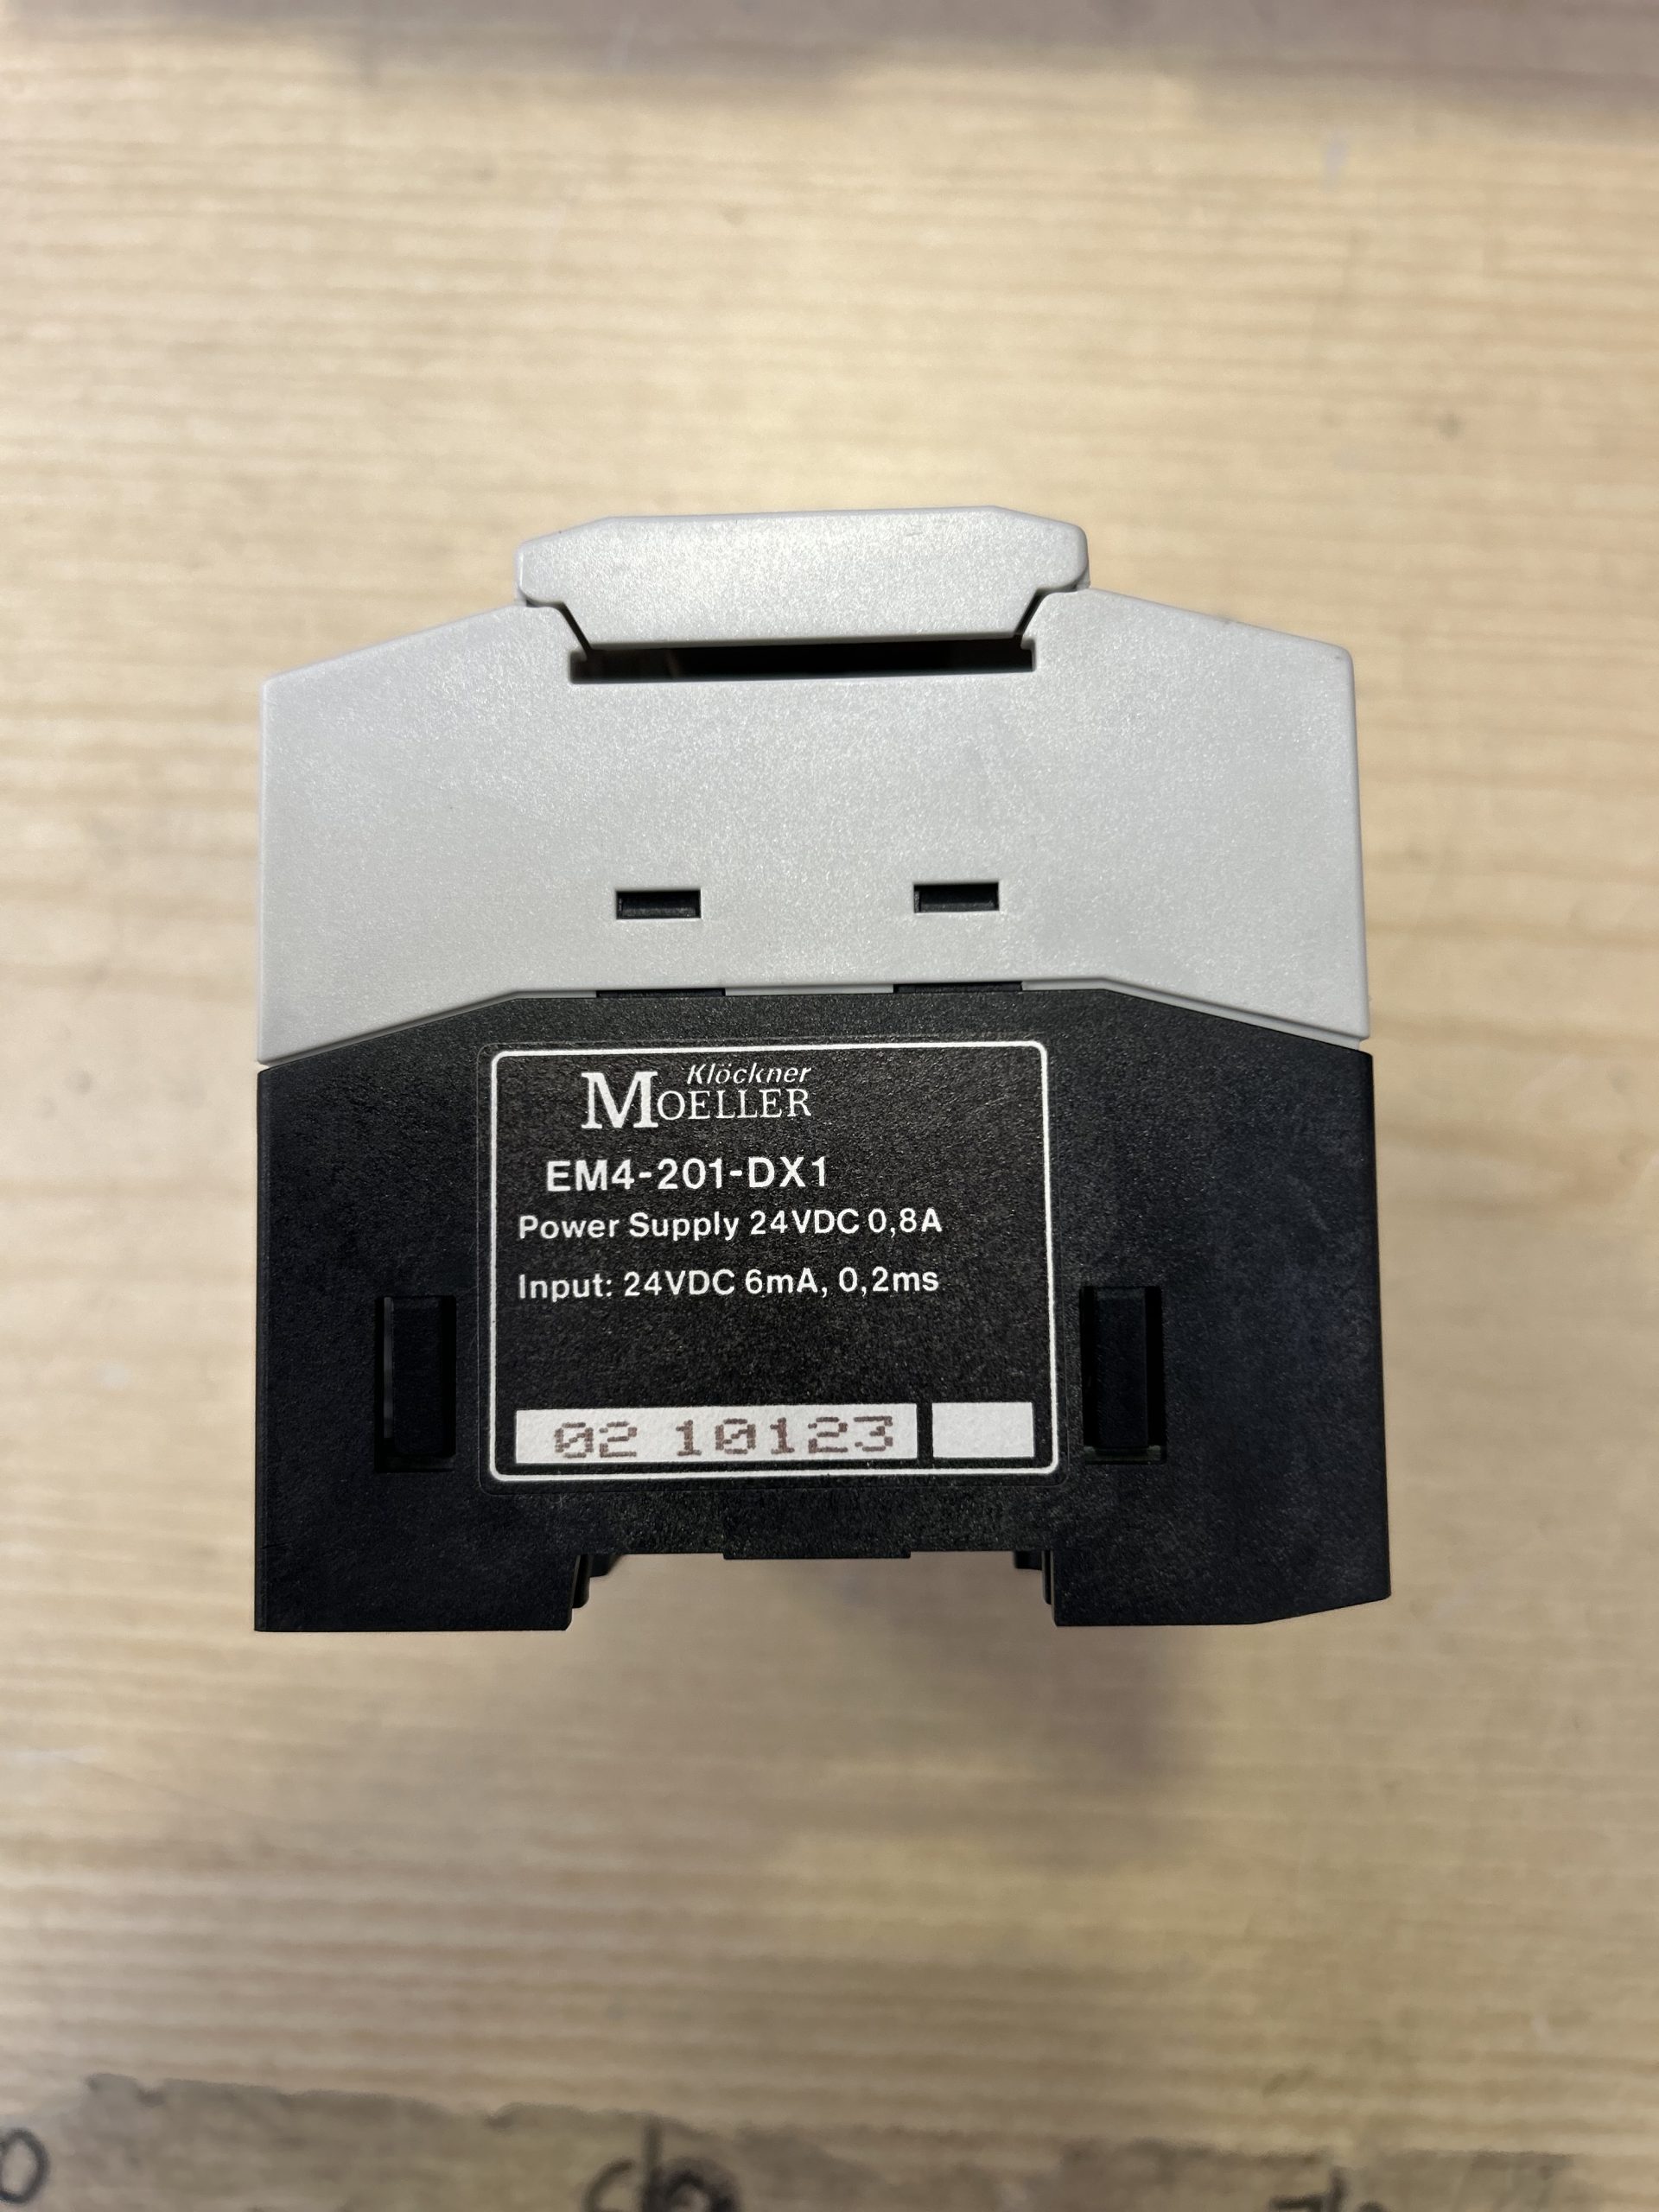 Klöckner
MOELLER
EM4-201-DX1
Power Supply 24VDC 0,8A
Input: 24VDC 6mA, 0,2ms
02 10123